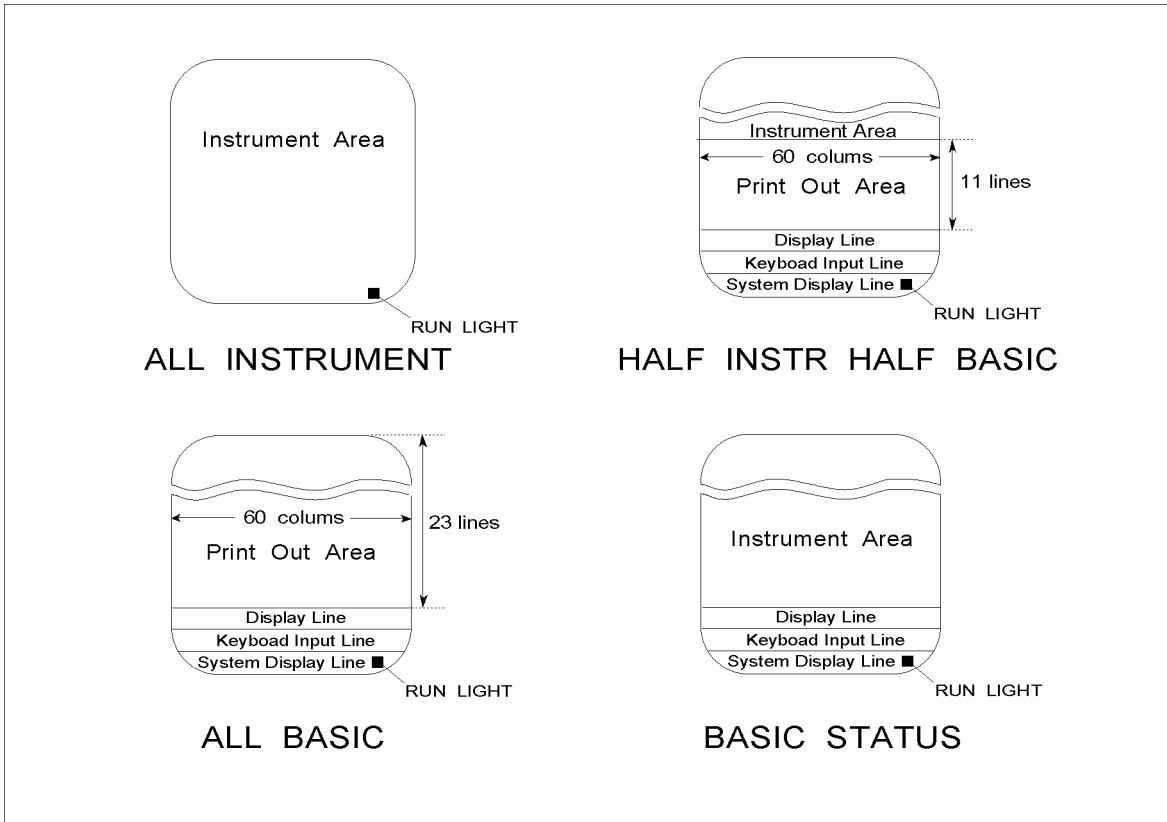 Instrument Area
RUN LIGHT
ALL INSTRUMENT
Instrument Area
60 colums
11 lines
Print Out Area
Display Line
Keyboad Input Line
System Display Line
RUN LIGHT
HALF INSTR HALF BASIC
60 colums
23 lines
Print Out Area
Display Line
Keyboad Input Line
System Display Line
RUN LIGHT
ALL BASIC
Instrument Area
Display Line
Keyboad Input Line
System Display Line
RUN LIGHT
BASIC STATUS